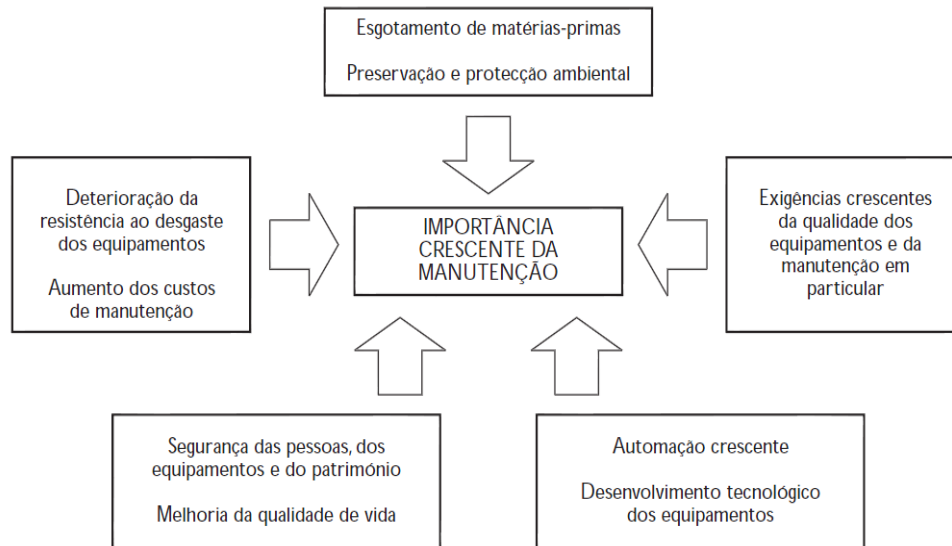 Esgotamento de matérias-primas
Preservação e protecção ambiental
Deterioração da
resistência ao desgaste
dos equipamentos
Aumento dos custos
de manutenção
IMPORTÂNCIA
CRESCENTE DA
MANUTENÇÃO
Exigências crescentes
da qualidade dos
equipamentos e da
manutenção em
particular
Segurança das pessoas, dos
equipamentos e do património
Melhoria da qualidade de vida
Automação crescente
Desenvolvimento tecnológico
dos equipamentos